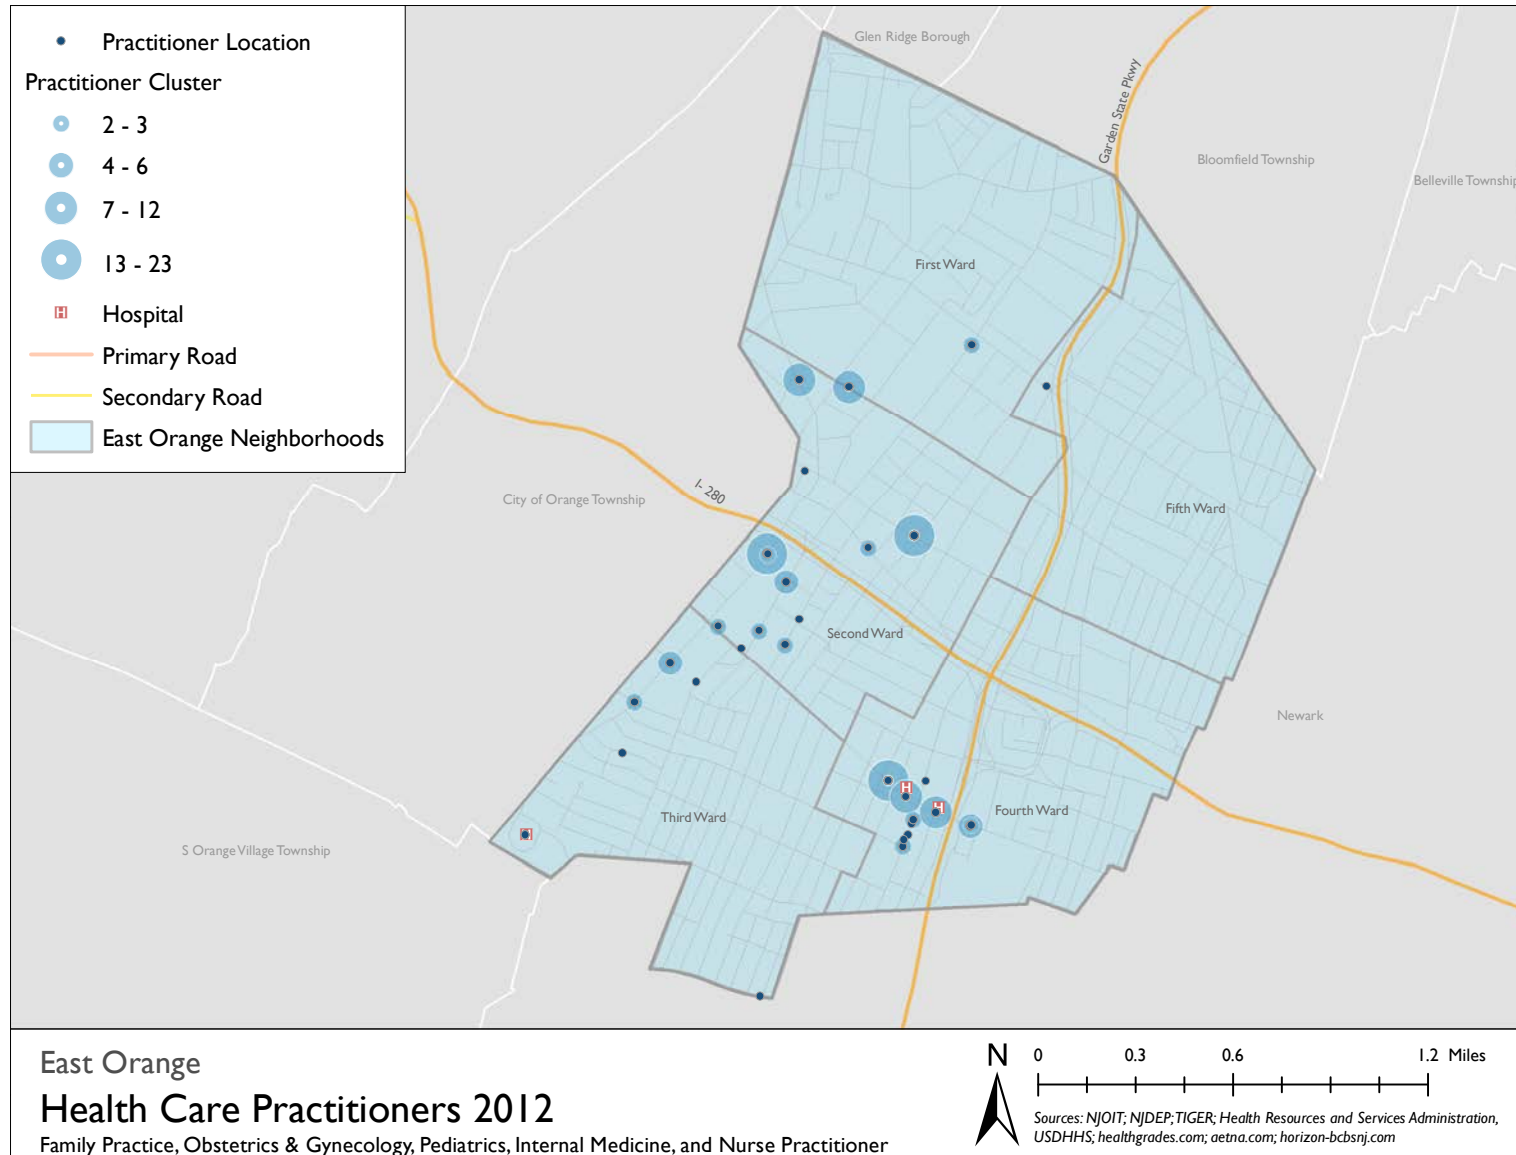 Practitioner Location
Practitioner Cluster
2 - 3
4 - 6
7 - 12
13 - 23
H Hospital
Primary Road
Secondary Road
East Orange Neighborhoods
Glen Ridge Borough
Garden State Pkwy
Bloomfield Township
Belleville Township
First Ward
City of Orange Township
I- 280
Fifth Ward
Second Ward
Newark
H
H
Third Ward
Fourth Ward
H
S Orange Village Township
East Orange
Health Care Practitioners 2012
Family Practice, Obstetrics & Gynecology, Pediatrics, Internal Medicine, and Nurse Practitioner
N
0 0.3 0.6 1.2 Miles
Sources: NJOIT; NJDEP; TIGER; Health Resources and Services Administration,
USDHHS; healthgrades.com; aetna.com; horizon-bcbsnj.com